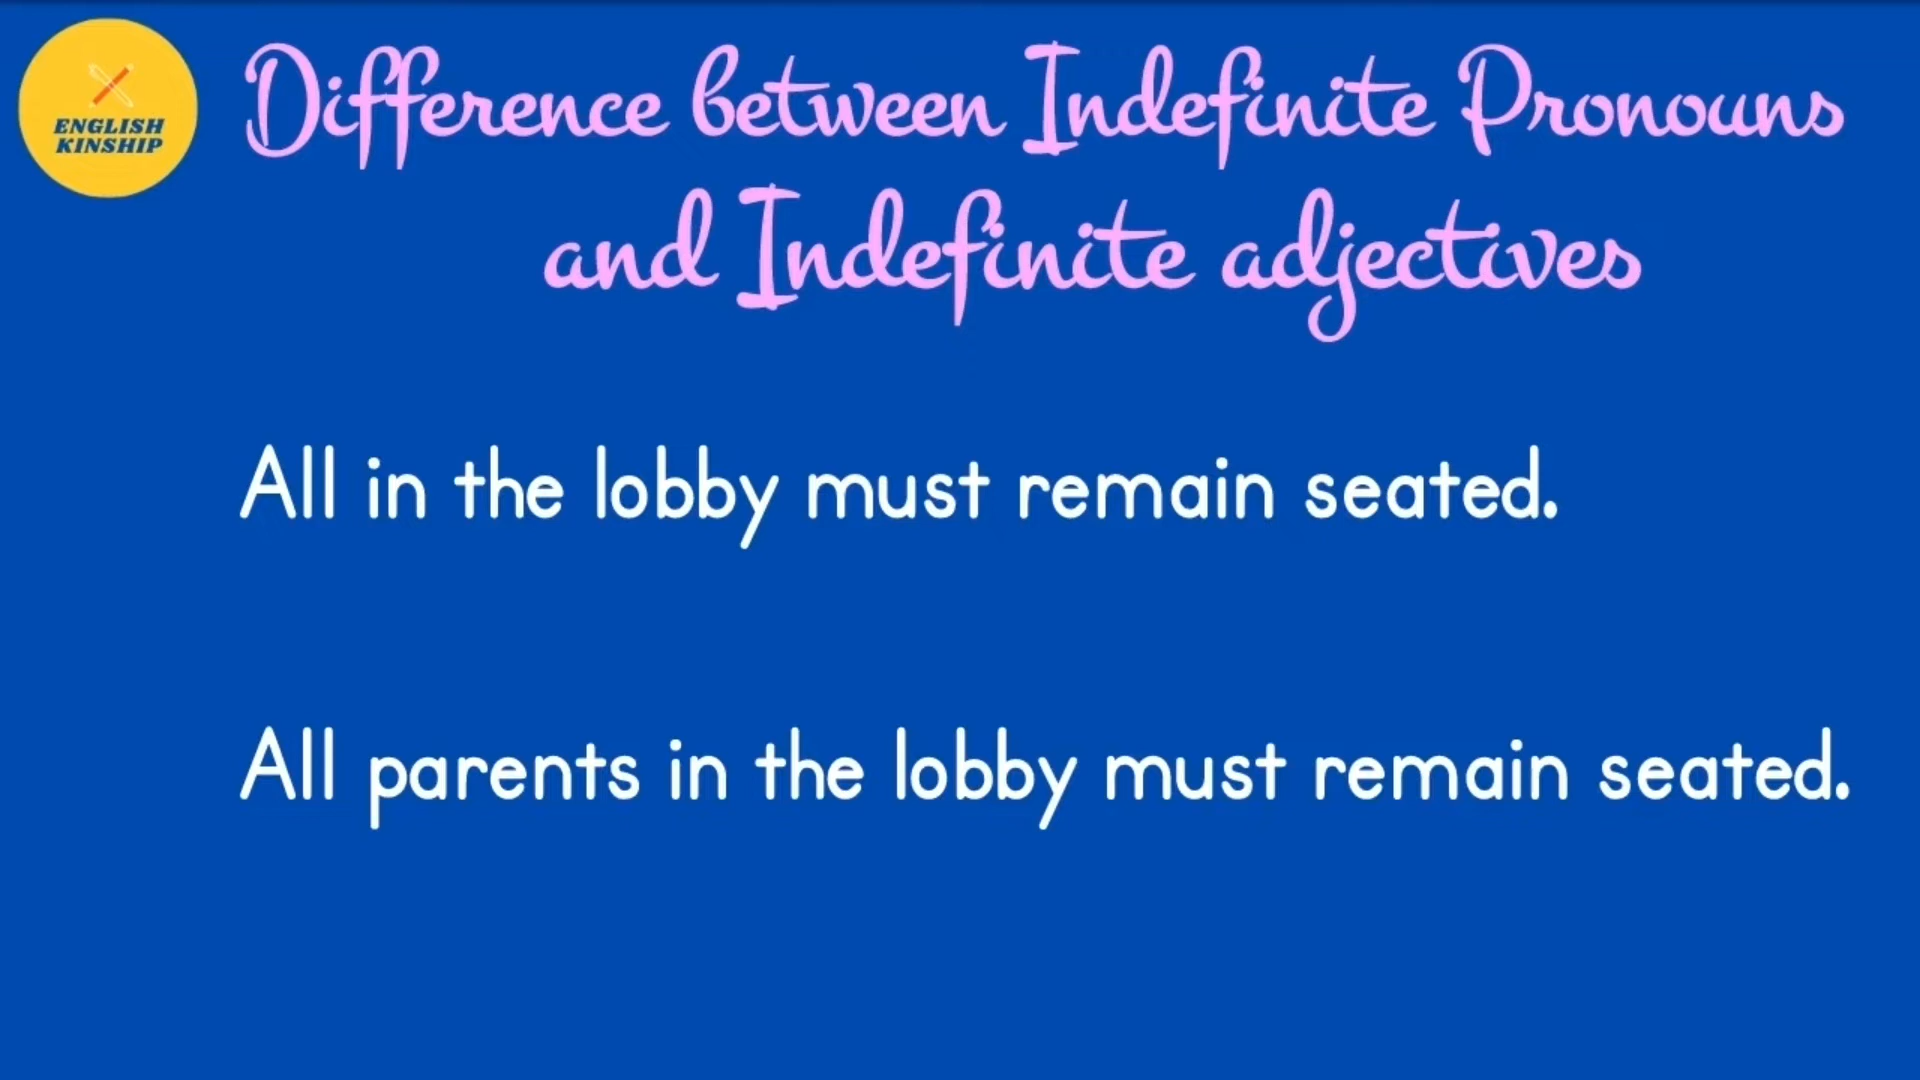 ENGLISH
KINSHIP
Difference between Indefinite Pronouns
and Indefinite adjectives
All in the lobby must remain seated.
All parents in the lobby must remain seated.